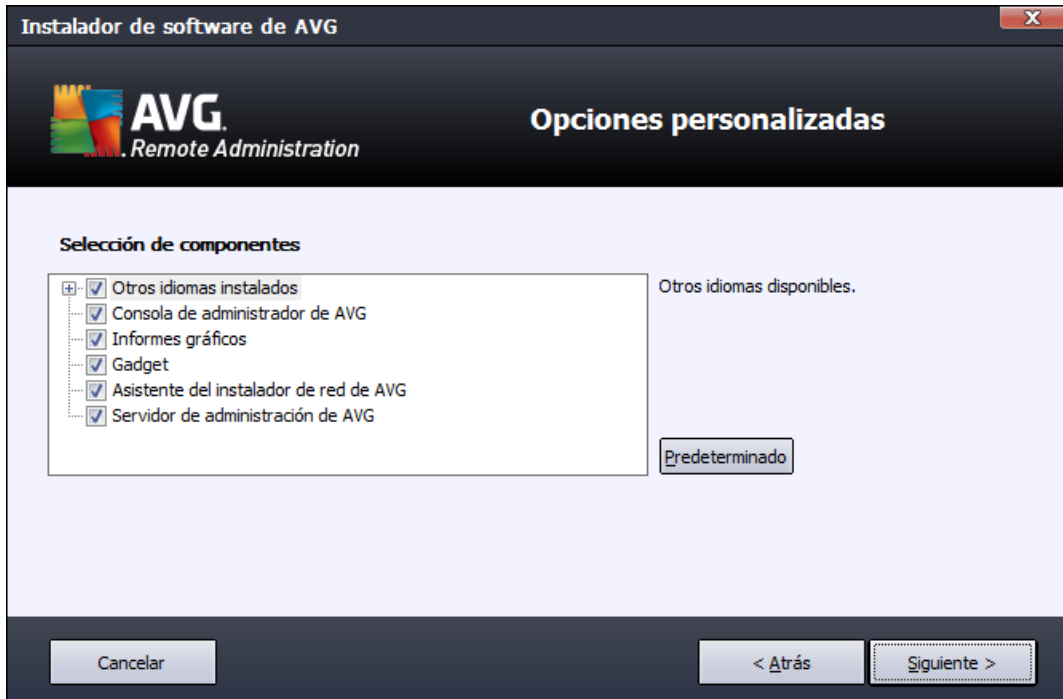 Instalador de software de AVG
X
AVG.
Remote Administration
Opciones personalizadas
Selección de componentes
Otros idiomas instalados
Consola de administrador de AVG
Informes gráficos
Gadget
Asistente del instalador de red de AVG
Servidor de administración de AVG
Otros idiomas disponibles.
Predeterminado
Cancelar
< Atrás
Siguiente >